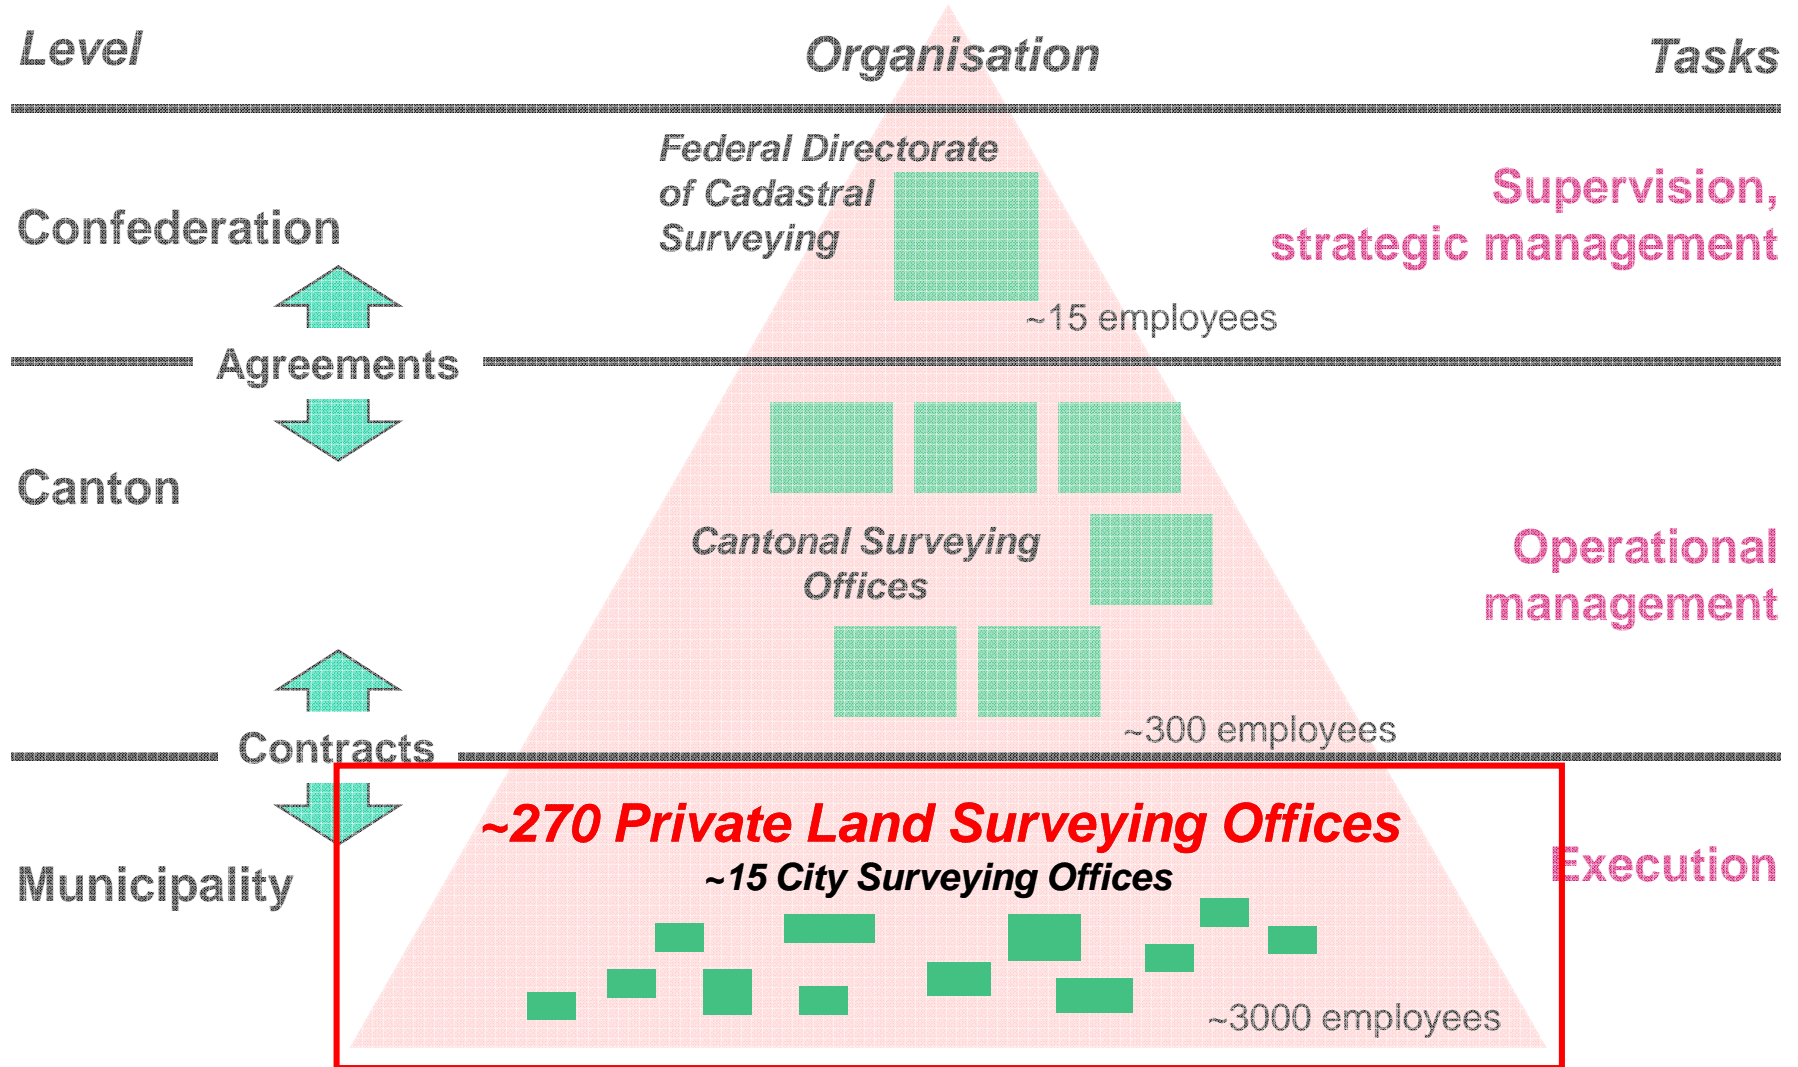 Level
Organisation
Tasks
Federal Directorate
of Cadastral
Surveying
Confederation
Supervision,
strategic management
~15 employees
Agreements
Canton
Cantonal Surveying
Offices
Operational
management
~300 employees
Contracts
~270 Private Land Surveying Offices
~15 City Surveying Offices
Municipality
Execution
~3000 employees